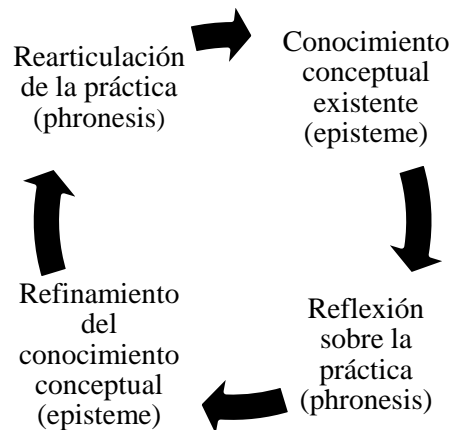 Rearticulación
de la práctica
(phronesis)
Conocimiento
conceptual
existente
(episteme)
Reflexión
sobre la
práctica
(phronesis)
Refinamiento
del
conocimiento
conceptual
(episteme)